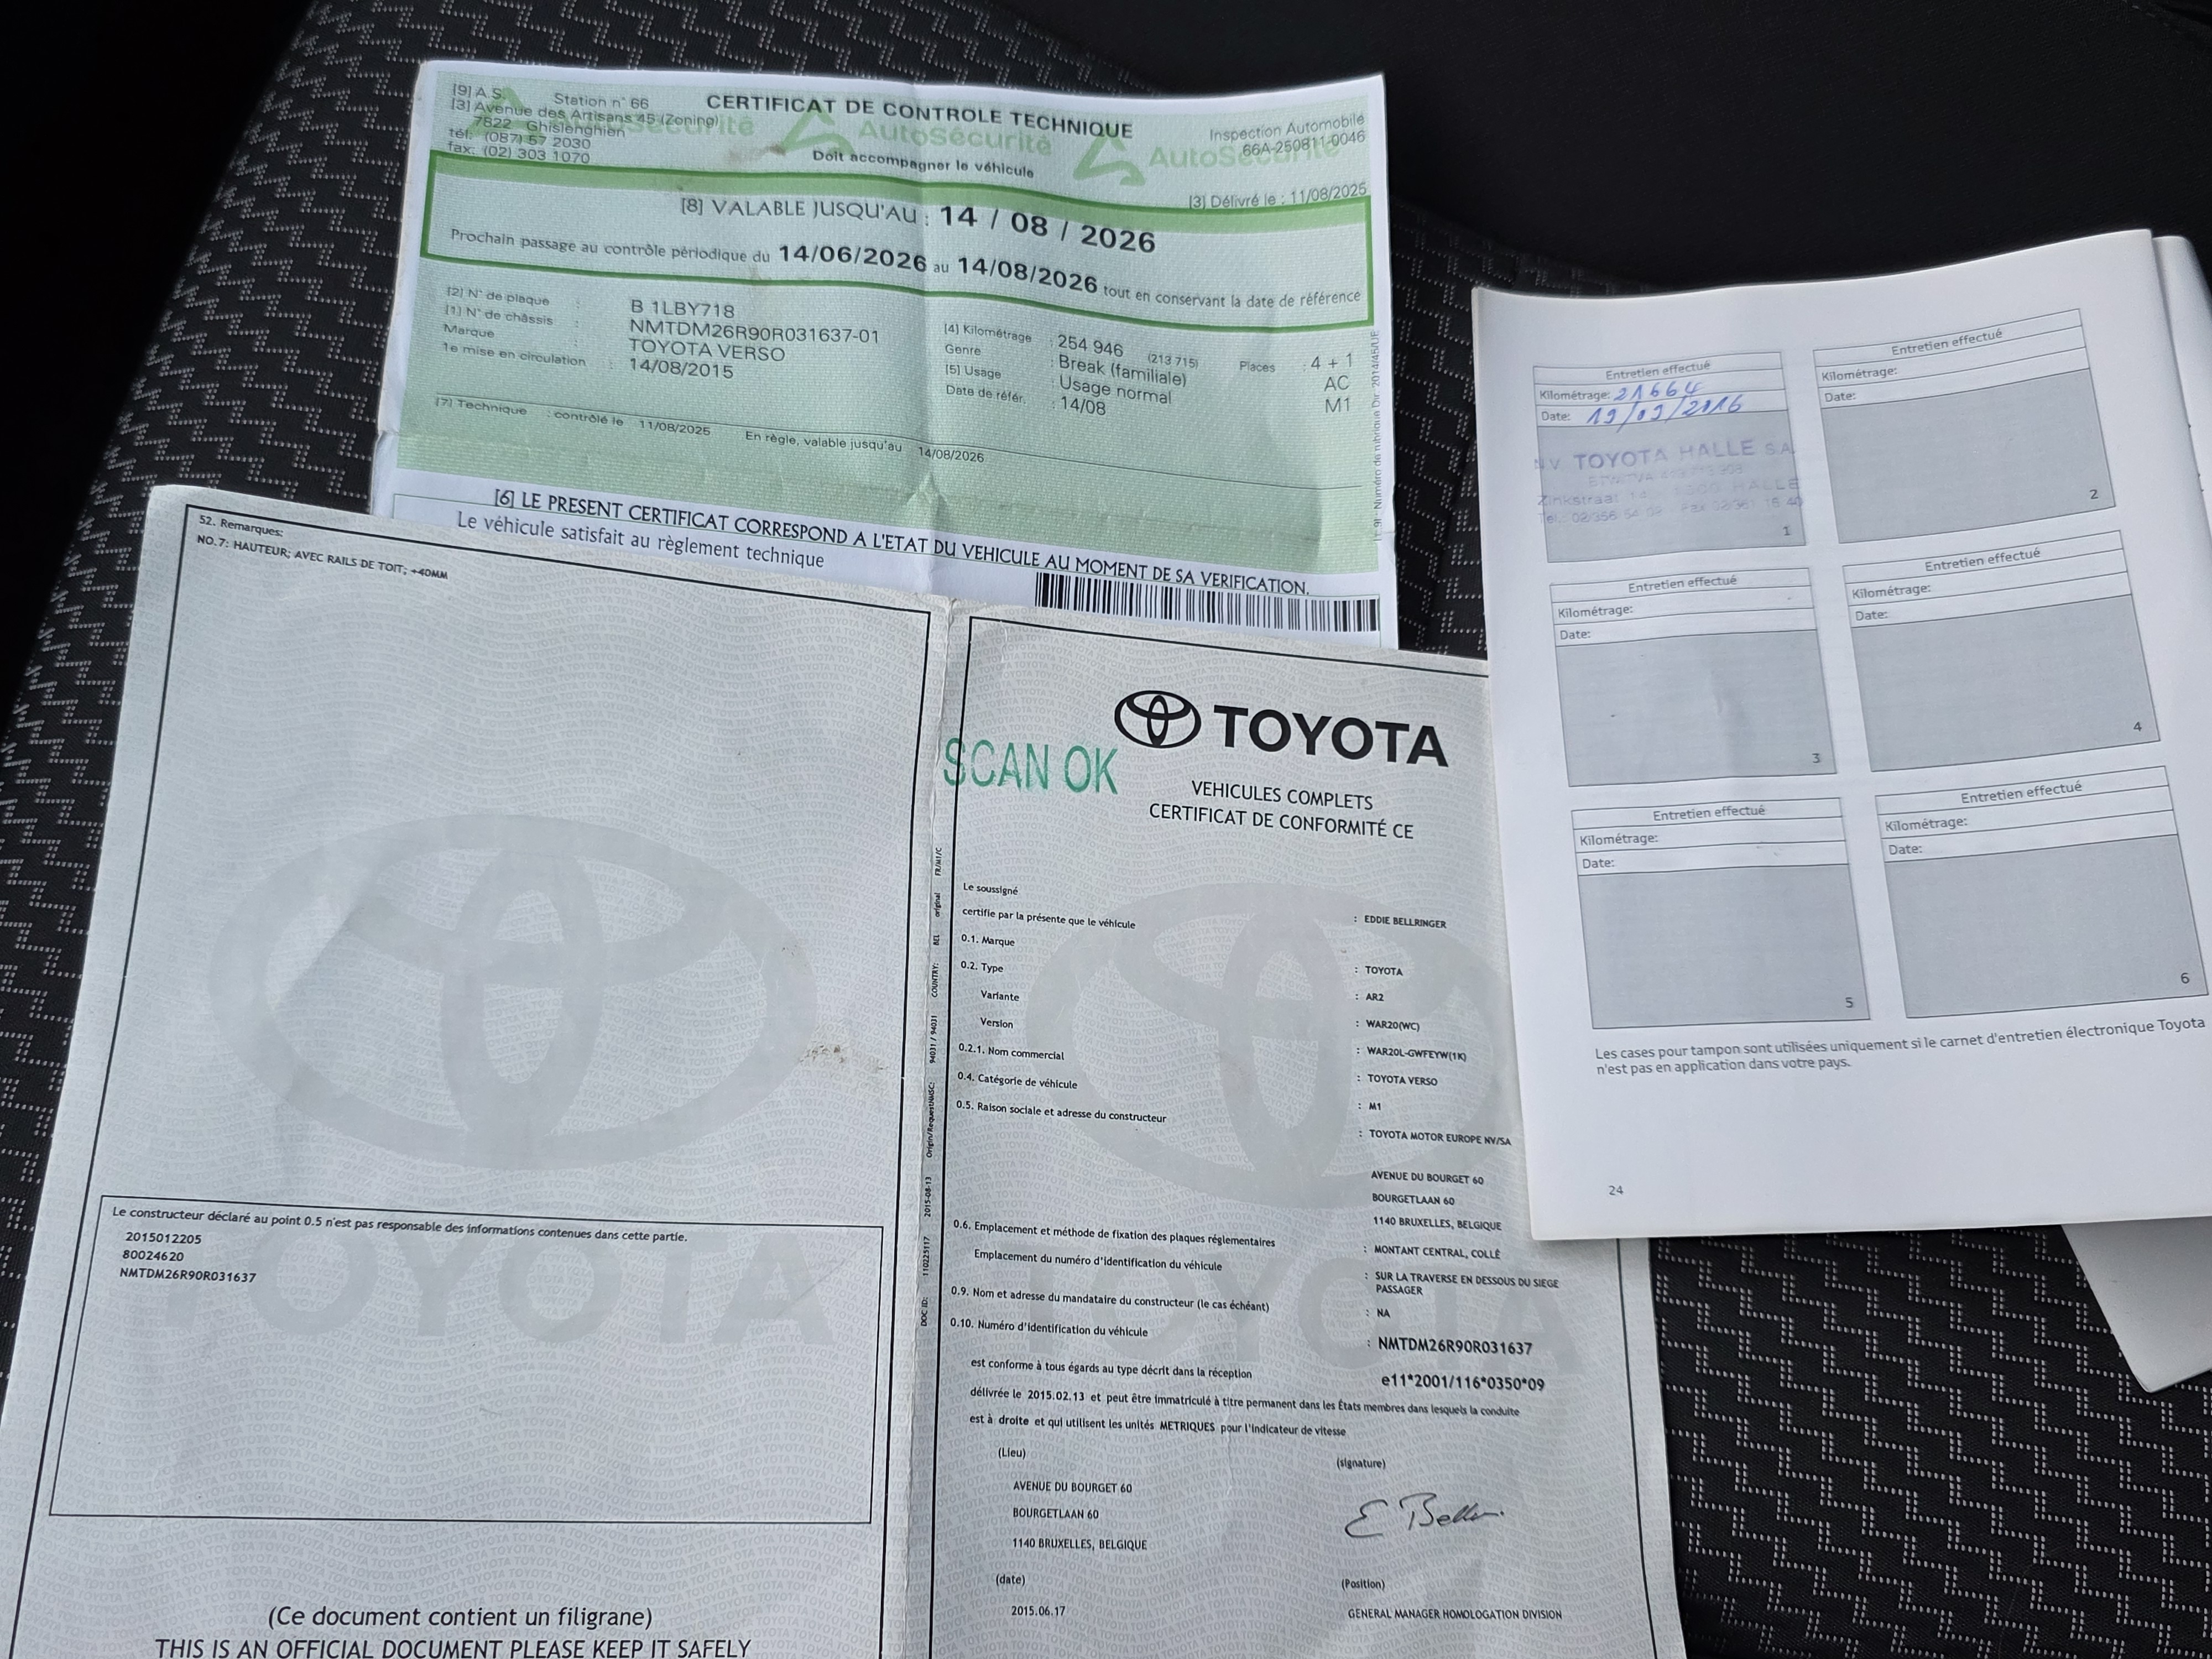 [9] A.S. Station n° 66
[3] Avenue des Artisans 45 (Zoning)
7822 Ghislenghien
tél: (087) 57 2030
fax: (02) 303 1070
CERTIFICAT DE CONTROLE TECHNIQUE
AutoSécurité
AutoSécurité
Doit accompagner le véhicule
Inspection Automobile
66A-250811-0046
[3] Délivré le : 11/08/2025
[8] VALABLE JUSQU'AU : 14 / 08 / 2026
Prochain passage au contrôle périodique du 14/06/2026 au 14/08/2026 tout en conservant la date de référence
[2] N° de plaque : B 1LBY718
[1] N° de châssis : NMTDM26R90R031637-01
Marque : TOYOTA VERSO
1e mise en circulation : 14/08/2015
[4] Kilométrage : 254 946 (213 715) Places : 4 + 1
Genre : Break (familiale) AC
[5] Usage : Usage normal M1
Date de référ. : 14/08
[7] Technique : contrôlé le 11/08/2025 En règle, valable jusqu'au 14/08/2026
[6] LE PRESENT CERTIFICAT CORRESPOND A L'ETAT DU VEHICULE AU MOMENT DE SA VERIFICATION.
Le véhicule satisfait au règlement technique
52. Remarques:
NO.7: HAUTEUR; AVEC RAILS DE TOIT; +40MM
Le constructeur déclaré au point 0.5 n'est pas responsable des informations contenues dans cette partie.
2015012205
80024620
NMTDM26R90R031637
TOYOTA
(Ce document contient un filigrane)
THIS IS AN OFFICIAL DOCUMENT PLEASE KEEP IT SAFELY
DOC ID: 110225117 2015-08-13 Origin/Request/NMSC: 94031 / 94031 COUNTRY: BEL original FR/M1/C
TOYOTA
SCAN OK
VEHICULES COMPLETS
CERTIFICAT DE CONFORMITÉ CE
Le soussigné : EDDIE BELLRINGER
certifie par la présente que le véhicule
0.1. Marque : TOYOTA
0.2. Type : AR2
Variante : WAR20(WC)
Version : WAR20L-GWFEYW(1K)
0.2.1. Nom commercial : TOYOTA VERSO
0.4. Catégorie de véhicule : M1
0.5. Raison sociale et adresse du constructeur : TOYOTA MOTOR EUROPE NV/SA
AVENUE DU BOURGET 60
BOURGETLAAN 60
1140 BRUXELLES, BELGIQUE
0.6. Emplacement et méthode de fixation des plaques réglementaires : MONTANT CENTRAL, COLLÉ
Emplacement du numéro d'identification du véhicule : SUR LA TRAVERSE EN DESSOUS DU SIEGE
PASSAGER
0.9. Nom et adresse du mandataire du constructeur (le cas échéant) : NA
0.10. Numéro d'identification du véhicule : NMTDM26R90R031637
est conforme à tous égards au type décrit dans la réception e11*2001/116*0350*09
délivrée le 2015.02.13 et peut être immatriculé à titre permanent dans les États membres dans lesquels la conduite
est à droite et qui utilisent les unités METRIQUES pour l'indicateur de vitesse
(Lieu)
(signature)
AVENUE DU BOURGET 60
BOURGETLAAN 60
1140 BRUXELLES, BELGIQUE
(date)
2015.06.17
(Position)
GENERAL MANAGER HOMOLOGATION DIVISION
Entretien effectué
Kilométrage: 21664
Date: 19/09/2016
N.V. TOYOTA HALLE S.A.
Zinkstraat 1500 HALLE
1
Entretien effectué
Kilométrage:
Date:
2
Entretien effectué
Kilométrage:
Date:
3
Entretien effectué
Kilométrage:
Date:
4
Entretien effectué
Kilométrage:
Date:
5
Entretien effectué
Kilométrage:
Date:
6
Les cases pour tampon sont utilisées uniquement si le carnet d'entretien électronique Toyota
n'est pas en application dans votre pays.
24